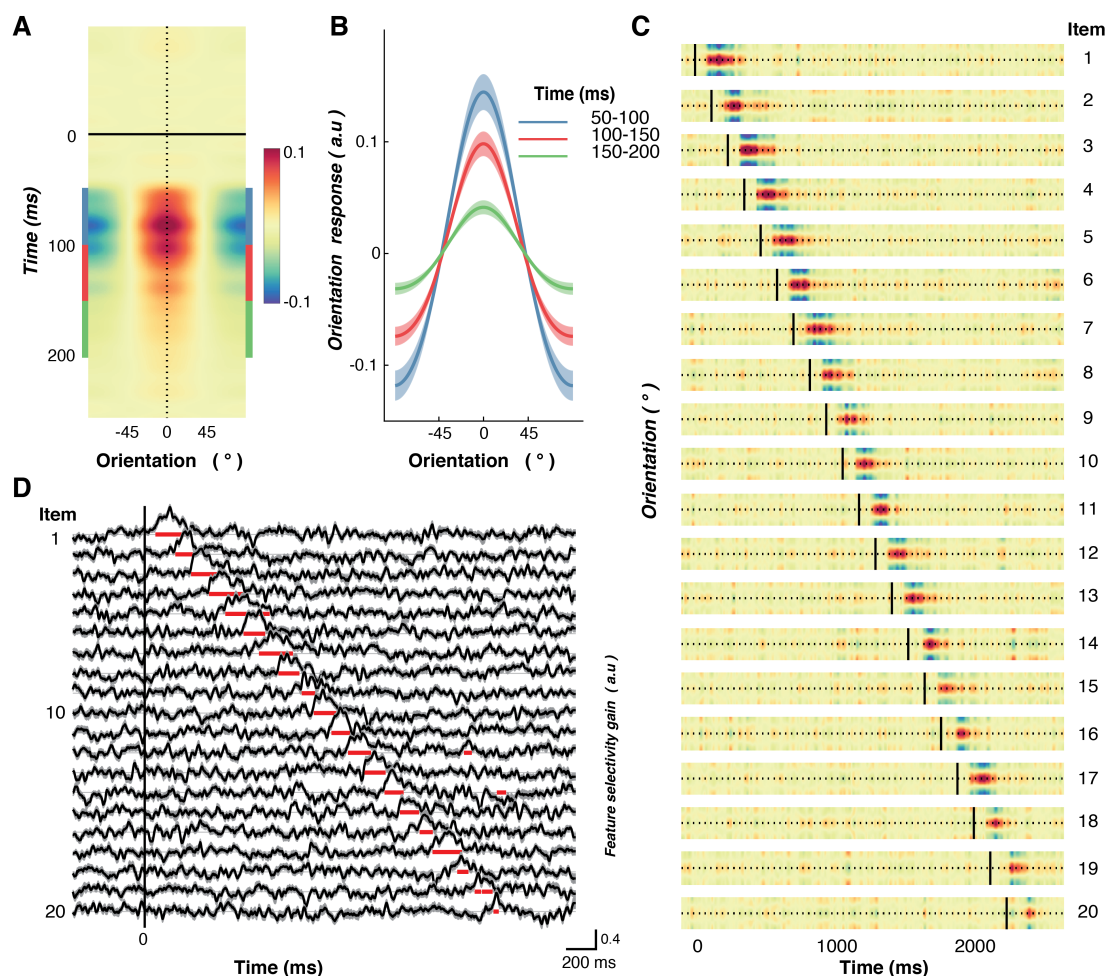 A
0
100
200
Time (ms)
-45 0 45
Orientation ( ° )
0.1
-0.1
B
Time (ms)
50-100
100-150
150-200
0.1
0
-0.1
Orientation response ( a.u )
-45 0 45
Orientation ( ° )
C
Item
1
2
3
4
5
6
7
8
9
10
11
12
13
14
15
16
17
18
19
20
Orientation ( ° )
0 1000 2000
Time (ms)
D
Item
1
10
20
0
Time (ms)
Feature selectivity gain ( a.u )
0.4
200 ms